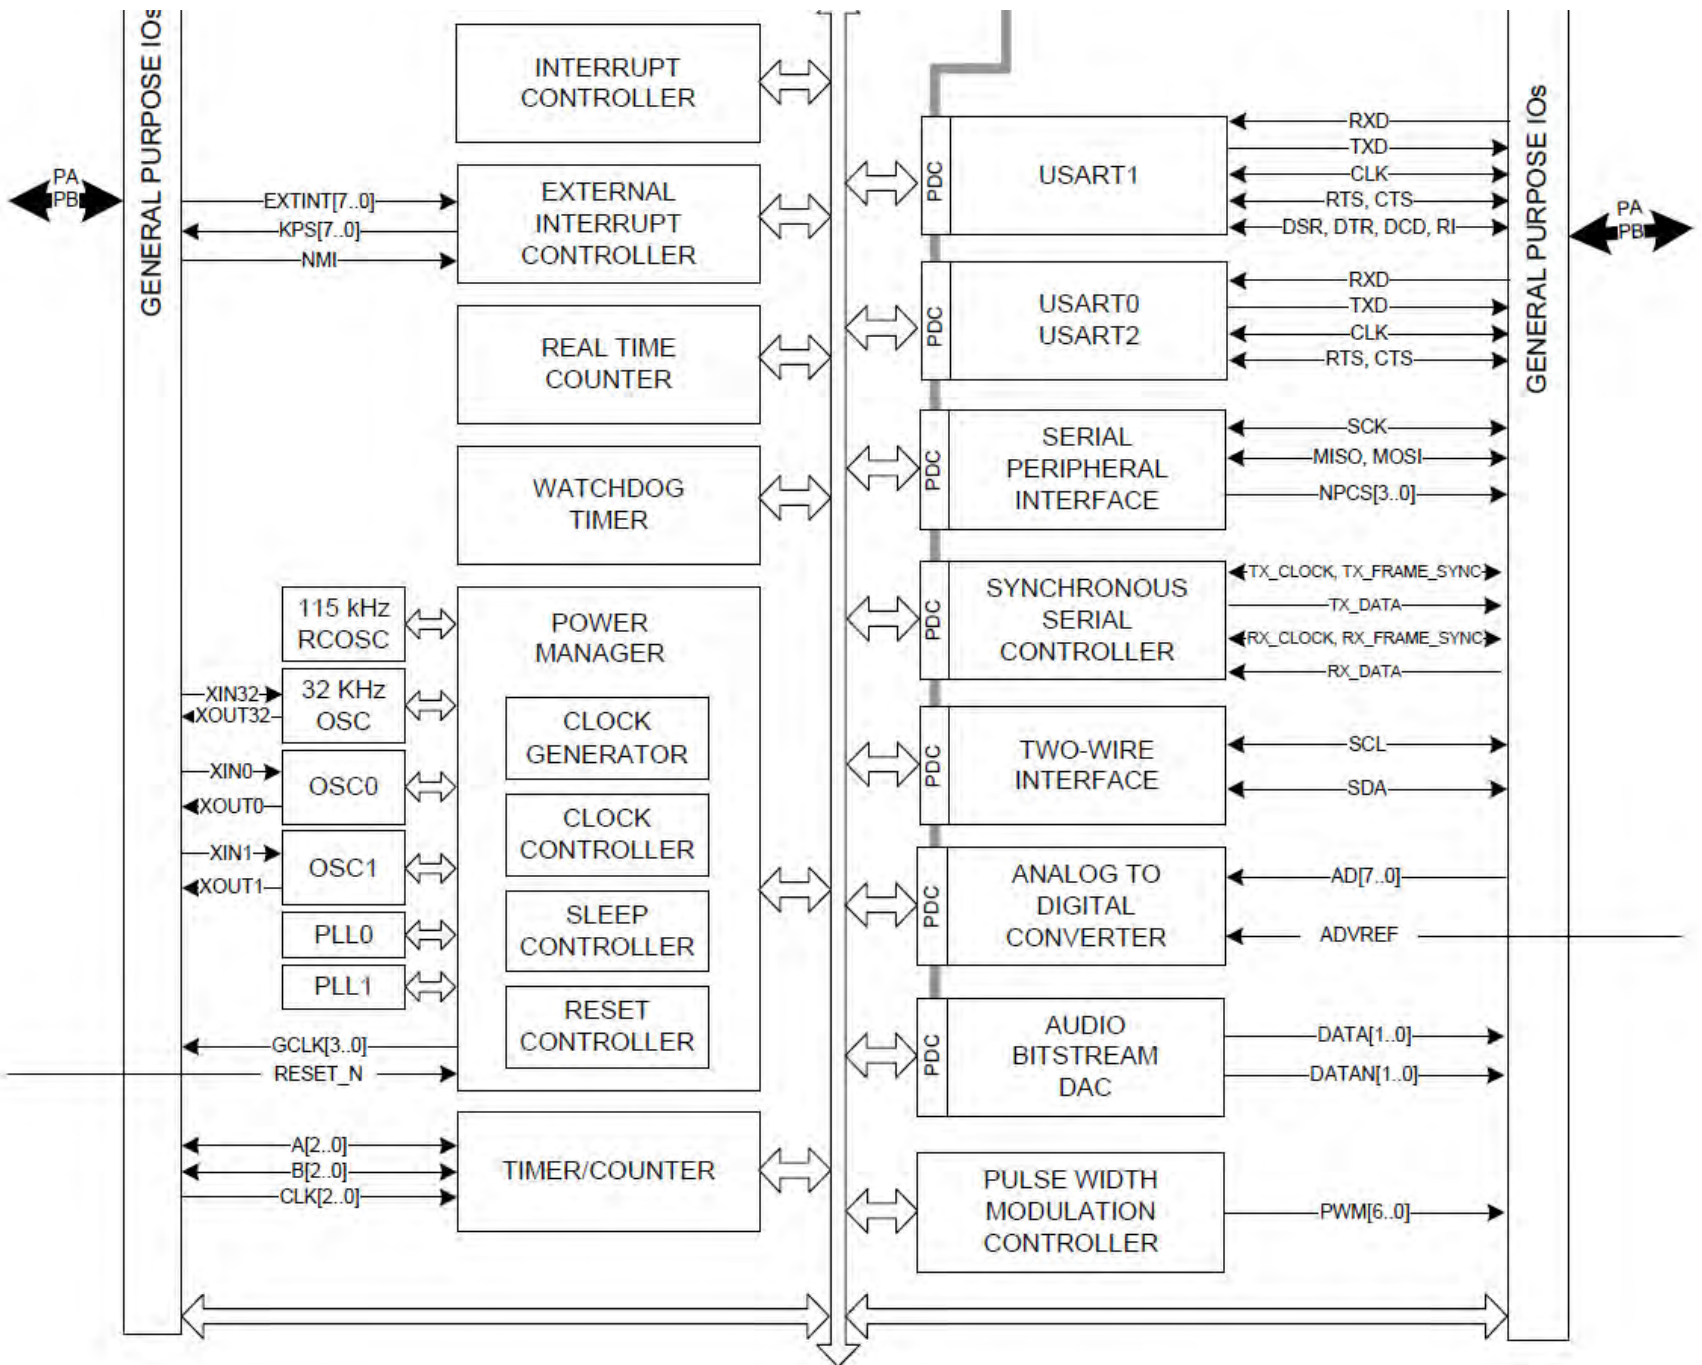 GENERAL PURPOSE IOs
PA
PB
INTERRUPT
CONTROLLER
EXTINT[7..0]
KPS[7..0]
NMI
EXTERNAL
INTERRUPT
CONTROLLER
REAL TIME
COUNTER
WATCHDOG
TIMER
115 kHz
RCOSC
XIN32
XOUT32
32 KHz
OSC
XIN0
XOUT0
OSC0
XIN1
XOUT1
OSC1
PLL0
PLL1
GCLK[3..0]
RESET_N
POWER
MANAGER
CLOCK
GENERATOR
CLOCK
CONTROLLER
SLEEP
CONTROLLER
RESET
CONTROLLER
A[2..0]
B[2..0]
CLK[2..0]
TIMER/COUNTER
PDC
USART1
RXD
TXD
CLK
RTS, CTS
DSR, DTR, DCD, RI
PDC
USART0
USART2
RXD
TXD
CLK
RTS, CTS
PDC
SERIAL
PERIPHERAL
INTERFACE
SCK
MISO, MOSI
NPCS[3..0]
PDC
SYNCHRONOUS
SERIAL
CONTROLLER
TX_CLOCK, TX_FRAME_SYNC
TX_DATA
RX_CLOCK, RX_FRAME_SYNC
RX_DATA
PDC
TWO-WIRE
INTERFACE
SCL
SDA
PDC
ANALOG TO
DIGITAL
CONVERTER
AD[7..0]
ADVREF
PDC
AUDIO
BITSTREAM
DAC
DATA[1..0]
DATAN[1..0]
PULSE WIDTH
MODULATION
CONTROLLER
PWM[6..0]
GENERAL PURPOSE IOs
PA
PB